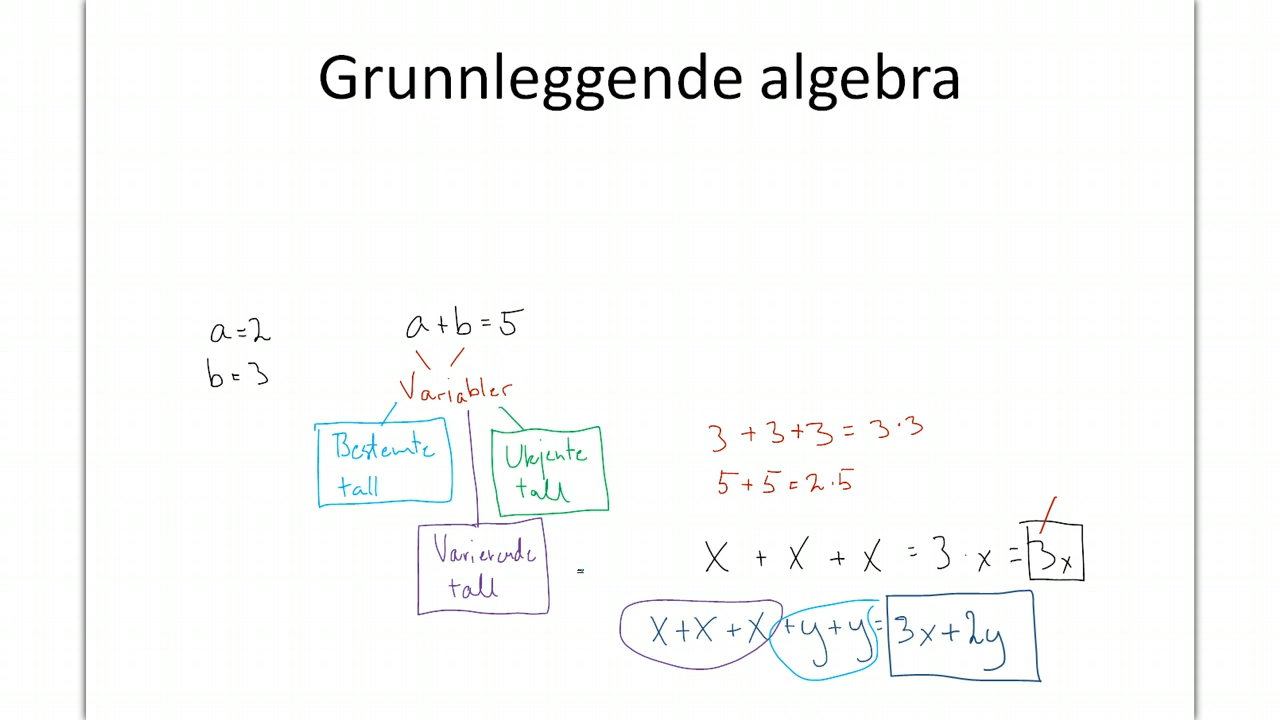 Grunnleggende algebra
a=2
b=3
a+b=5
Variabler
Bestemte
tall
Ukjente
tall
Varierende
tall
=
3+3+3=3·3
5+5=2·5
x + x + x = 3·x = 3x
x+x+x+y+y=3x+2y